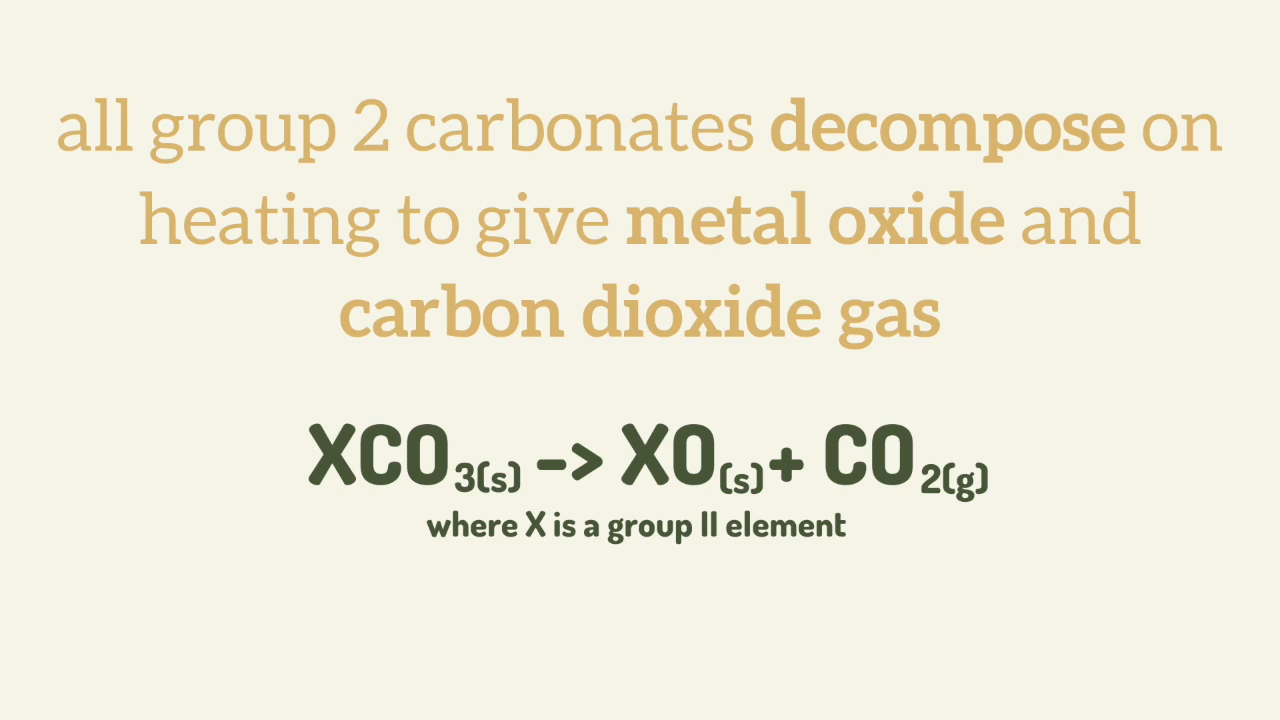 all group 2 carbonates decompose on
heating to give metal oxide and
carbon dioxide gas
XCO3(s) -> XO(s)+ CO2(g)
where X is a group II element